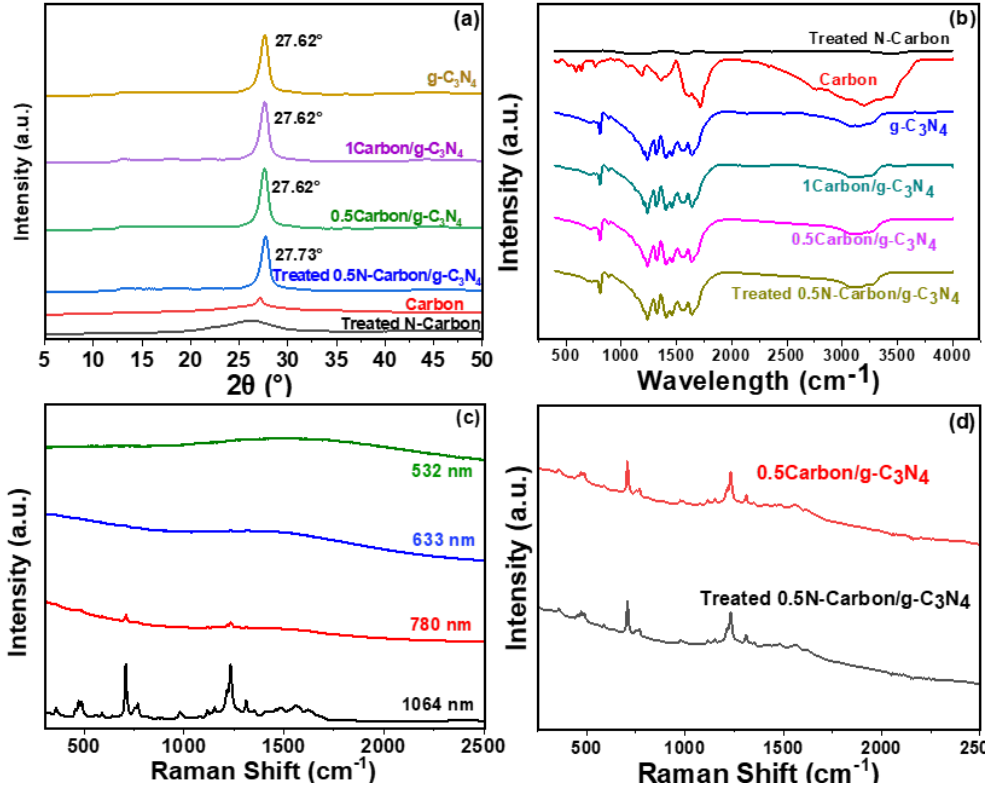 (a)
27.62°
g-C3N4
27.62°
1Carbon/g-C3N4
27.62°
0.5Carbon/g-C3N4
27.73°
Treated 0.5N-Carbon/g-C3N4
Carbon
Treated N-Carbon
Intensity (a.u.)
5 10 15 20 25 30 35 40 45 50
2θ (°)
(b)
Treated N-Carbon
Carbon
g-C3N4
1Carbon/g-C3N4
0.5Carbon/g-C3N4
Treated 0.5N-Carbon/g-C3N4
Intensity (a.u.)
500 1000 1500 2000 2500 3000 3500 4000
Wavelength (cm-1)
(c)
532 nm
633 nm
780 nm
1064 nm
Intensity (a.u.)
500 1000 1500 2000 2500
Raman Shift (cm-1)
(d)
0.5Carbon/g-C3N4
Treated 0.5N-Carbon/g-C3N4
Intensity (a.u.)
500 1000 1500 2000 250
Raman Shift (cm-1)